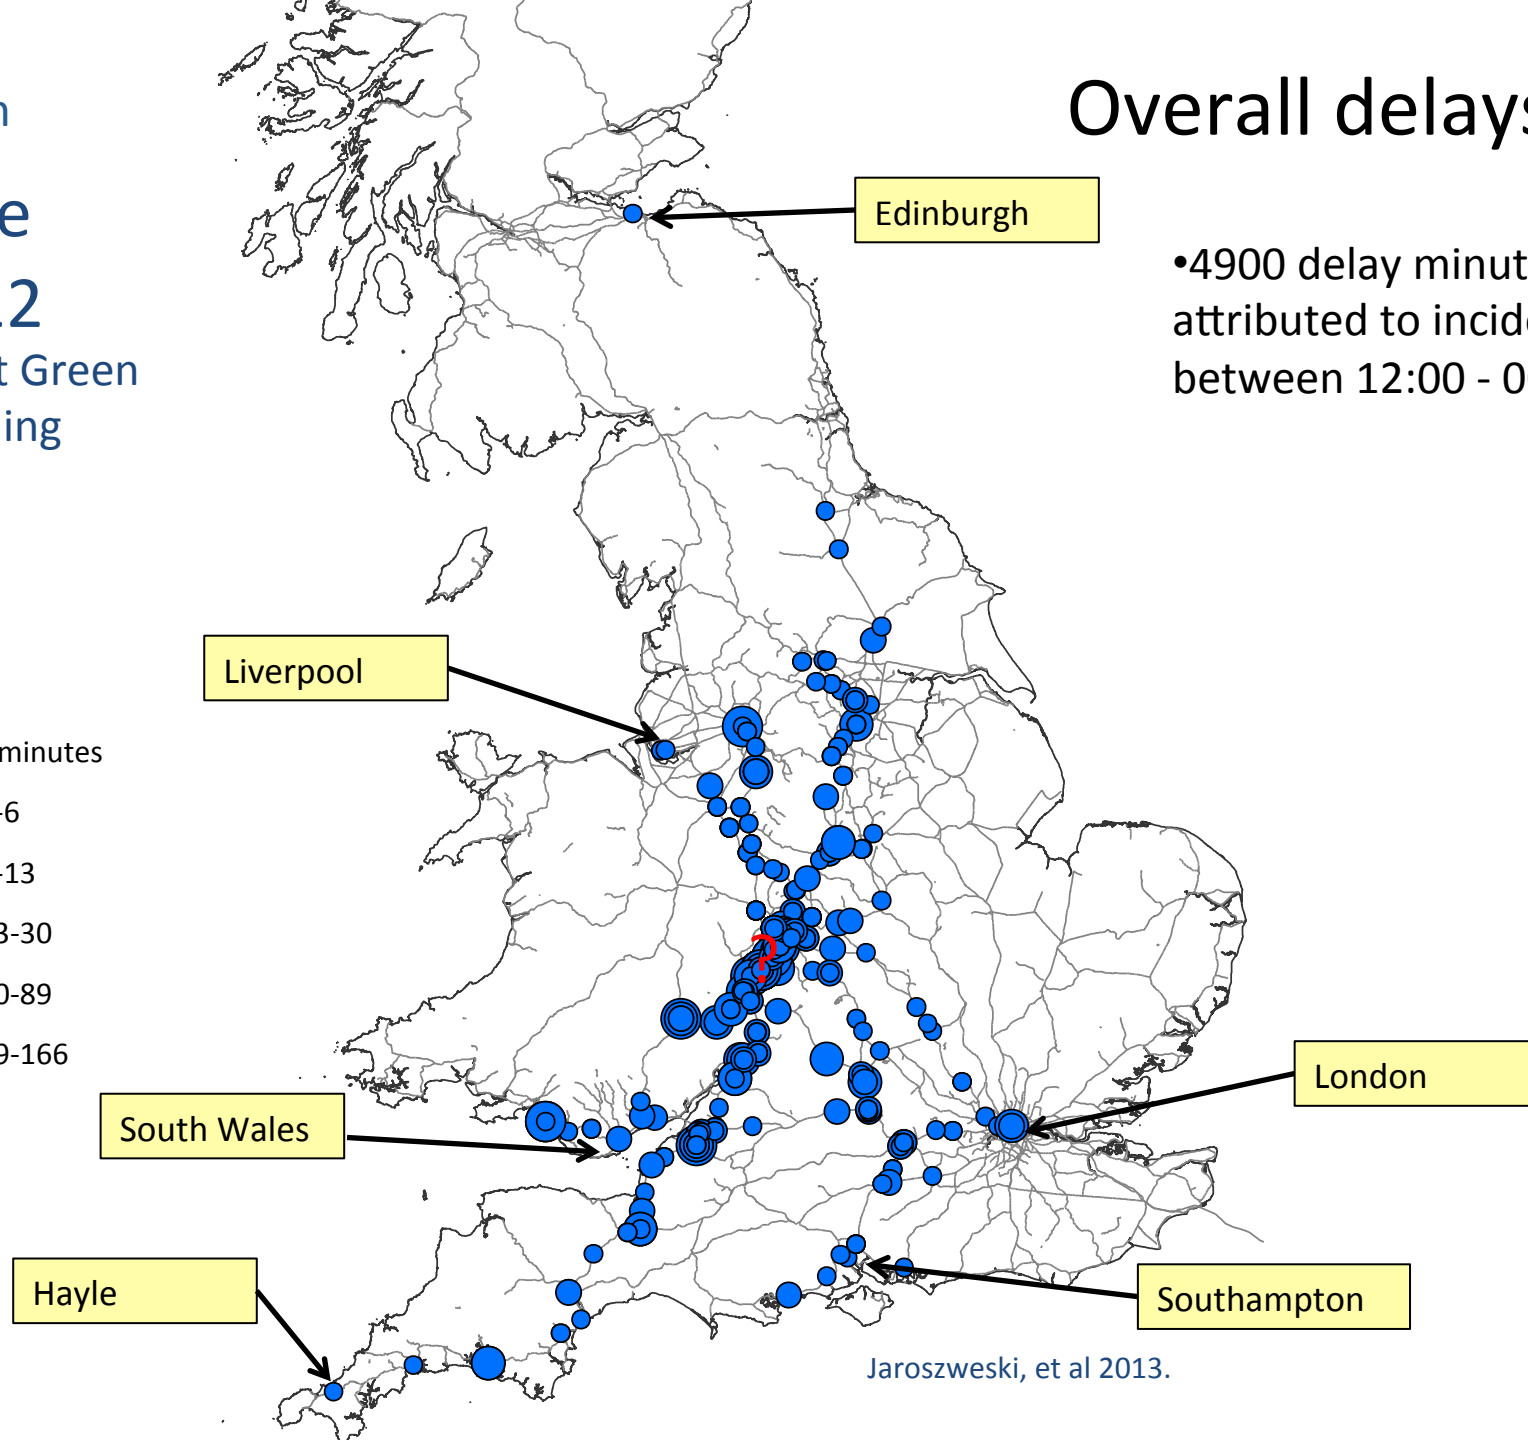 Overall delays
n
e
.2
t Green
ing
Edinburgh
•4900 delay minut
attributed to incide
between 12:00 - 0
Liverpool
minutes
-6
-13
3-30
0-89
9-166
?
London
South Wales
Hayle
Southampton
Jaroszweski, et al 2013.